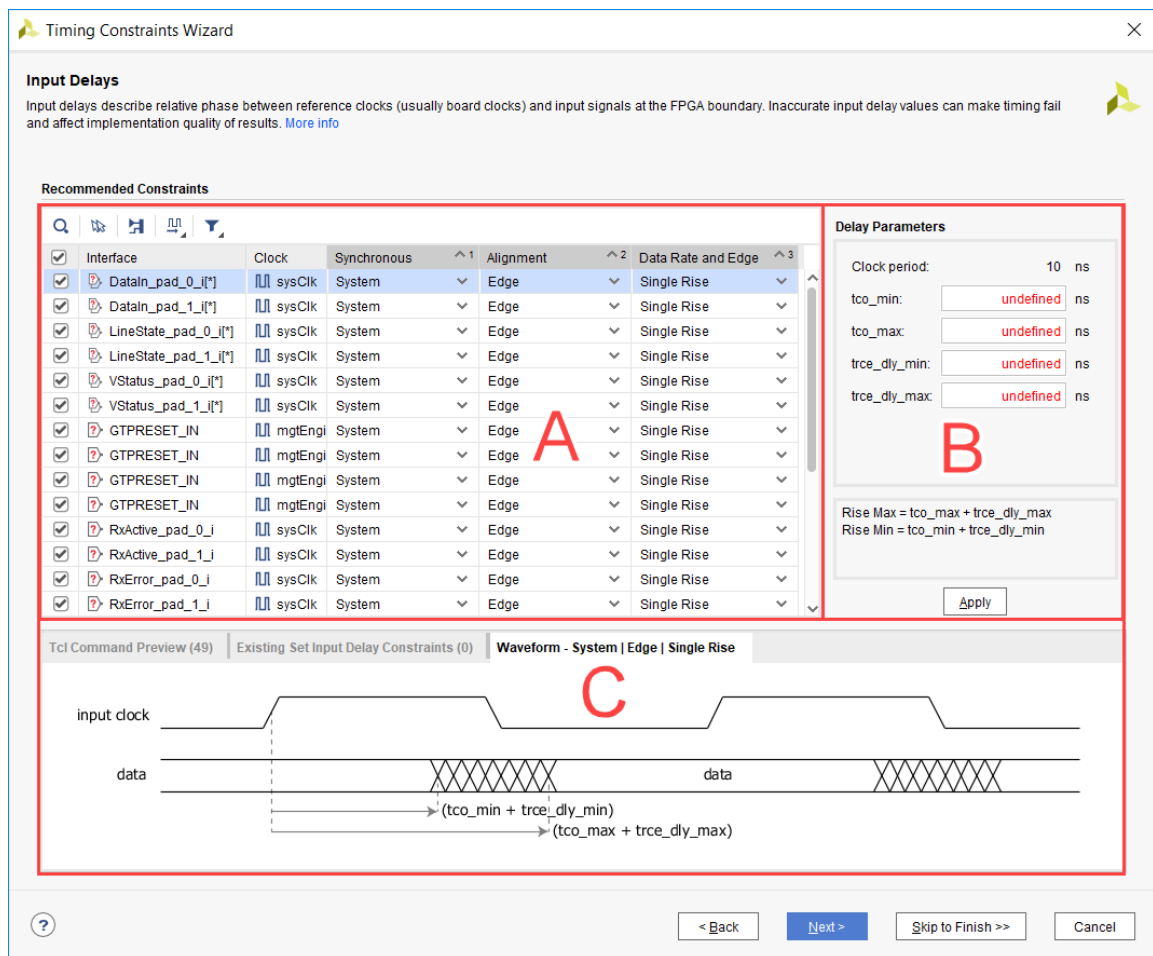 Timing Constraints Wizard
Input Delays
Input delays describe relative phase between reference clocks (usually board clocks) and input signals at the FPGA boundary. Inaccurate input delay values can make timing fail
and affect implementation quality of results. More info
Recommended Constraints
Interface Clock Synchronous 1 Alignment 2 Data Rate and Edge 3
DataIn_pad_0_i[*] sysClk System Edge Single Rise
DataIn_pad_1_i[*] sysClk System Edge Single Rise
LineState_pad_0_i[*] sysClk System Edge Single Rise
LineState_pad_1_i[*] sysClk System Edge Single Rise
VStatus_pad_0_i[*] sysClk System Edge Single Rise
VStatus_pad_1_i[*] sysClk System Edge Single Rise
GTPRESET_IN mgtEngi System Edge Single Rise
GTPRESET_IN mgtEngi System Edge Single Rise
GTPRESET_IN mgtEngi System Edge Single Rise
GTPRESET_IN mgtEngi System Edge Single Rise
RxActive_pad_0_i sysClk System Edge Single Rise
RxActive_pad_1_i sysClk System Edge Single Rise
RxError_pad_0_i sysClk System Edge Single Rise
RxError_pad_1_i sysClk System Edge Single Rise
A
Delay Parameters
Clock period: 10 ns
tco_min: undefined ns
tco_max: undefined ns
trce_dly_min: undefined ns
trce_dly_max: undefined ns
B
Rise Max = tco_max + trce_dly_max
Rise Min = tco_min + trce_dly_min
Apply
Tcl Command Preview (49) Existing Set Input Delay Constraints (0) Waveform - System | Edge | Single Rise
C
input clock
data data
(tco_min + trce_dly_min)
(tco_max + trce_dly_max)
? < Back Next > Skip to Finish >> Cancel